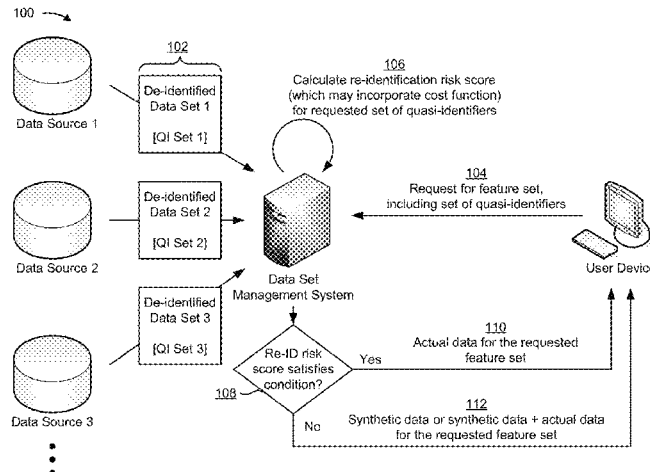 100
102
De-identified
Data Set 1
[QI Set 1]
Data Source 1
106
Calculate re-identification risk score
(which may incorporate cost function)
for requested set of quasi-identifiers
De-identified
Data Set 2
[QI Set 2]
Data Source 2
104
Request for feature set,
including set of quasi-identifiers
User Device
Data Set
Management System
De-identified
Data Set 3
[QI Set 3]
Data Source 3
Re-ID risk
score satisfies
condition?
108
Yes
110
Actual data for the requested
feature set
No
112
Synthetic data or synthetic data + actual data
for the requested feature set